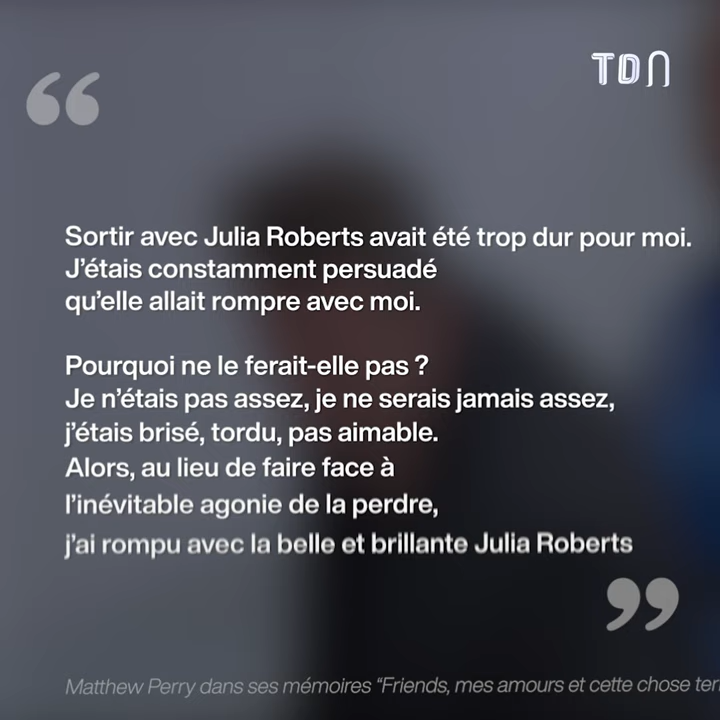 TDN
Sortir avec Julia Roberts avait été trop dur pour moi.
J'étais constamment persuadé
qu'elle allait rompre avec moi.
Pourquoi ne le ferait-elle pas ?
Je n'étais pas assez, je ne serais jamais assez,
j'étais brisé, tordu, pas aimable.
Alors, au lieu de faire face à
l'inévitable agonie de la perdre,
j'ai rompu avec la belle et brillante Julia Roberts
Matthew Perry dans ses mémoires “Friends, mes amours et cette chose